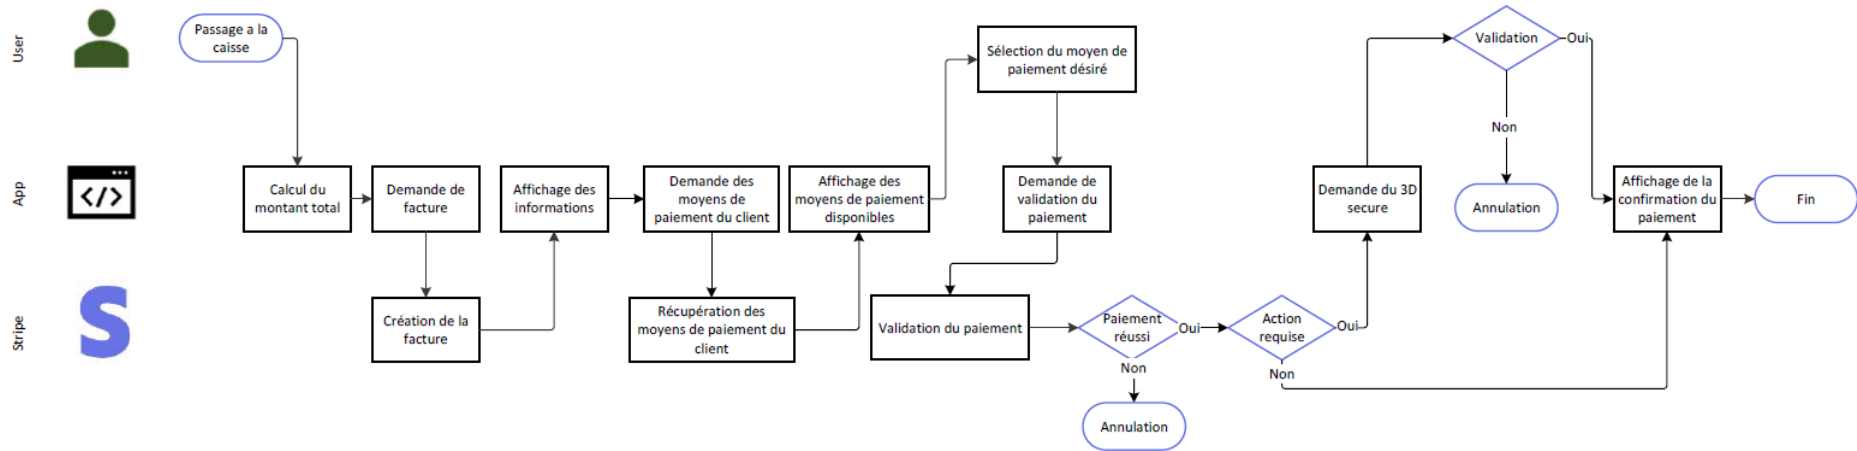 User
Passage a la
caisse
Sélection du moyen de
paiement désiré
Validation
Oui
Non
App
Calcul du
montant total
Demande de
facture
Affichage des
informations
Demande des
moyens de
paiement du client
Affichage des
moyens de paiement
disponibles
Demande de
validation du
paiement
Demande du 3D
secure
Annulation
Affichage de la
confirmation du
paiement
Fin
</>
Stripe
S
Création de la
facture
Récupération des
moyens de paiement du
client
Validation du paiement
Paiement
réussi
Oui
Non
Action
requise
Oui
Non
Annulation